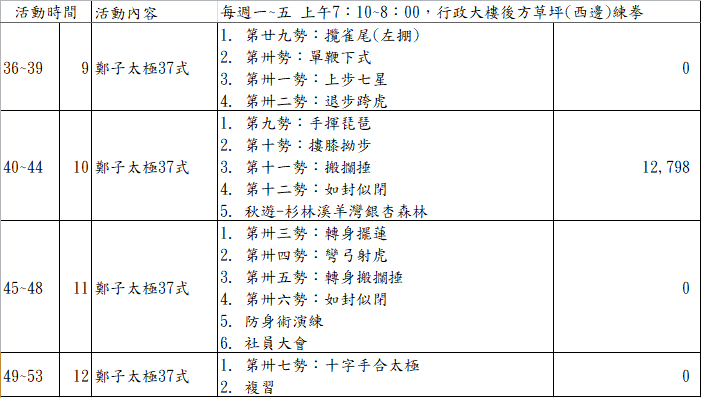 活動時間 活動內容 每週一~五 上午7：10~8：00，行政大樓後方草坪(西邊)練拳
36~39 9 鄭子太極37式 0
1. 第廿九勢：攬雀尾(左掤)
2. 第卅勢：單鞭下式
3. 第卅一勢：上步七星
4. 第卅二勢：退步跨虎
40~44 10 鄭子太極37式 12,798
1. 第九勢：手揮琵琶
2. 第十勢：摟膝拗步
3. 第十一勢：搬攔捶
4. 第十二勢：如封似閉
5. 秋遊-杉林溪羊灣銀杏森林
45~48 11 鄭子太極37式 0
1. 第卅三勢：轉身擺蓮
2. 第卅四勢：彎弓射虎
3. 第卅五勢：轉身搬攔捶
4. 第卅六勢：如封似閉
5. 防身術演練
6. 社員大會
49~53 12 鄭子太極37式 0
1. 第卅七勢：十字手合太極
2. 複習